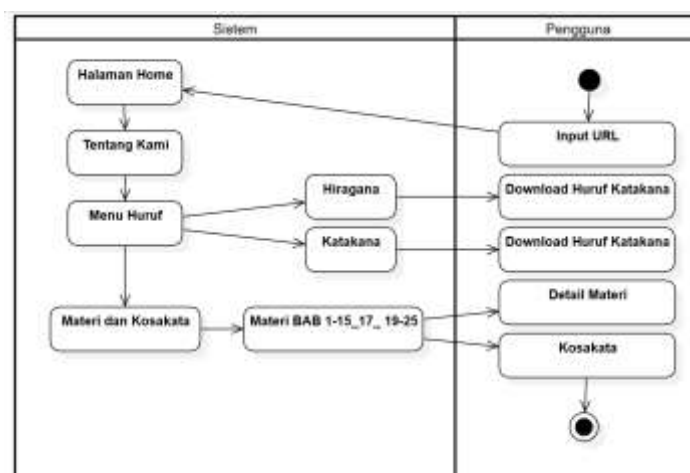 Sistem
Pengguna
Halaman Home
Input URL
Tentang Kami
Hiragana
Download Huruf Katakana
Menu Huruf
Katakana
Download Huruf Katakana
Detail Materi
Materi dan Kosakata
Materi BAB 1-15_17_ 19-25
Kosakata